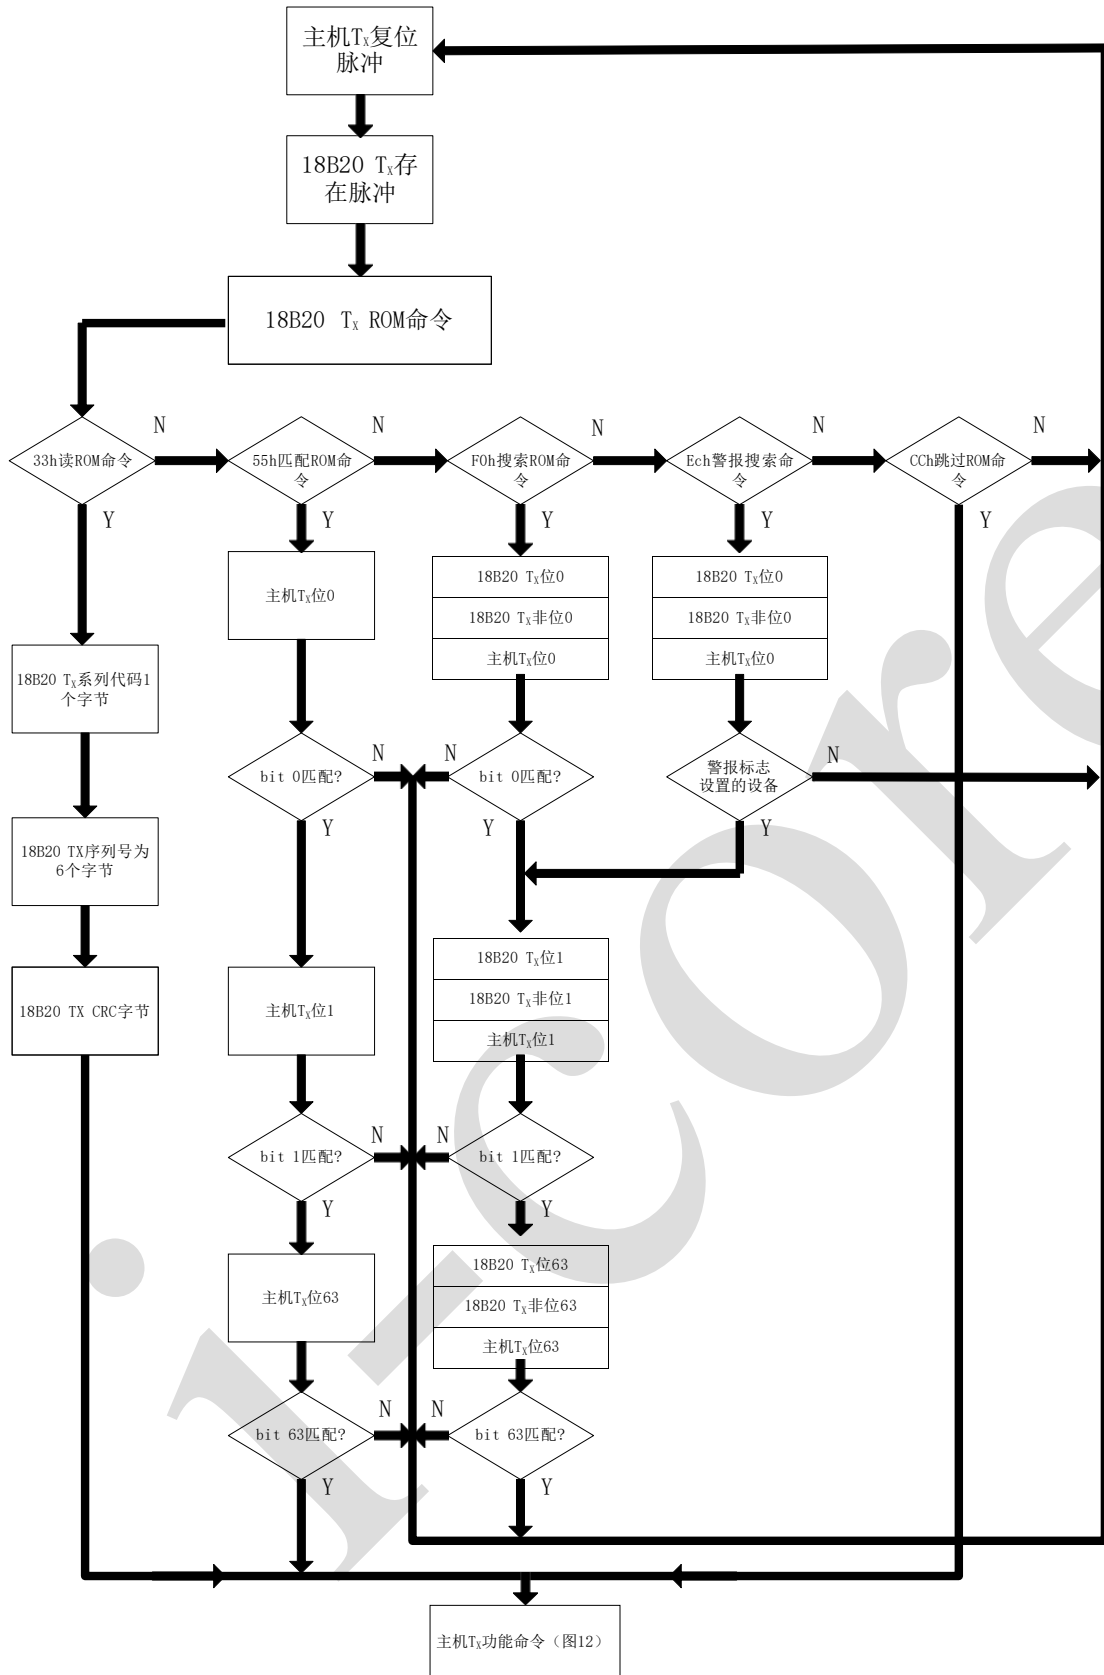 主机Tx复位
脉冲
18B20 Tx存
在脉冲
18B20 Tx ROM命令
33h读ROM命令
N
Y
55h匹配ROM命
令
N
Y
F0h搜索ROM命
令
N
Y
Ech警报搜索命
令
N
Y
CCh跳过ROM命
令
N
Y
主机Tx位0
18B20 Tx位0
18B20 Tx非位0
主机Tx位0
18B20 Tx位0
18B20 Tx非位0
主机Tx位0
18B20 Tx系列代码1
个字节
bit 0匹配?
N
Y
bit 0匹配?
N
Y
警报标志
设置的设备
N
Y
18B20 TX序列号为
6个字节
18B20 TX CRC字节
主机Tx位1
18B20 Tx位1
18B20 Tx非位1
主机Tx位1
bit 1匹配?
N
Y
bit 1匹配?
N
Y
主机Tx位63
18B20 Tx位63
18B20 Tx非位63
主机Tx位63
bit 63匹配?
N
Y
bit 63匹配?
N
Y
主机Tx功能命令（图12）
i-core